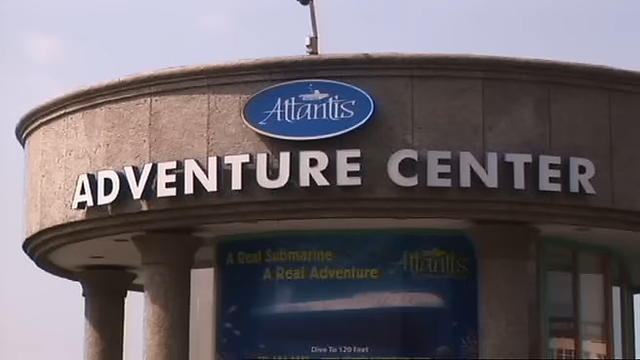 Atlantis
ADVENTURE CENTER
A Real Submarine
A Real Adventure
Atlantis
Dive To 120 Feet